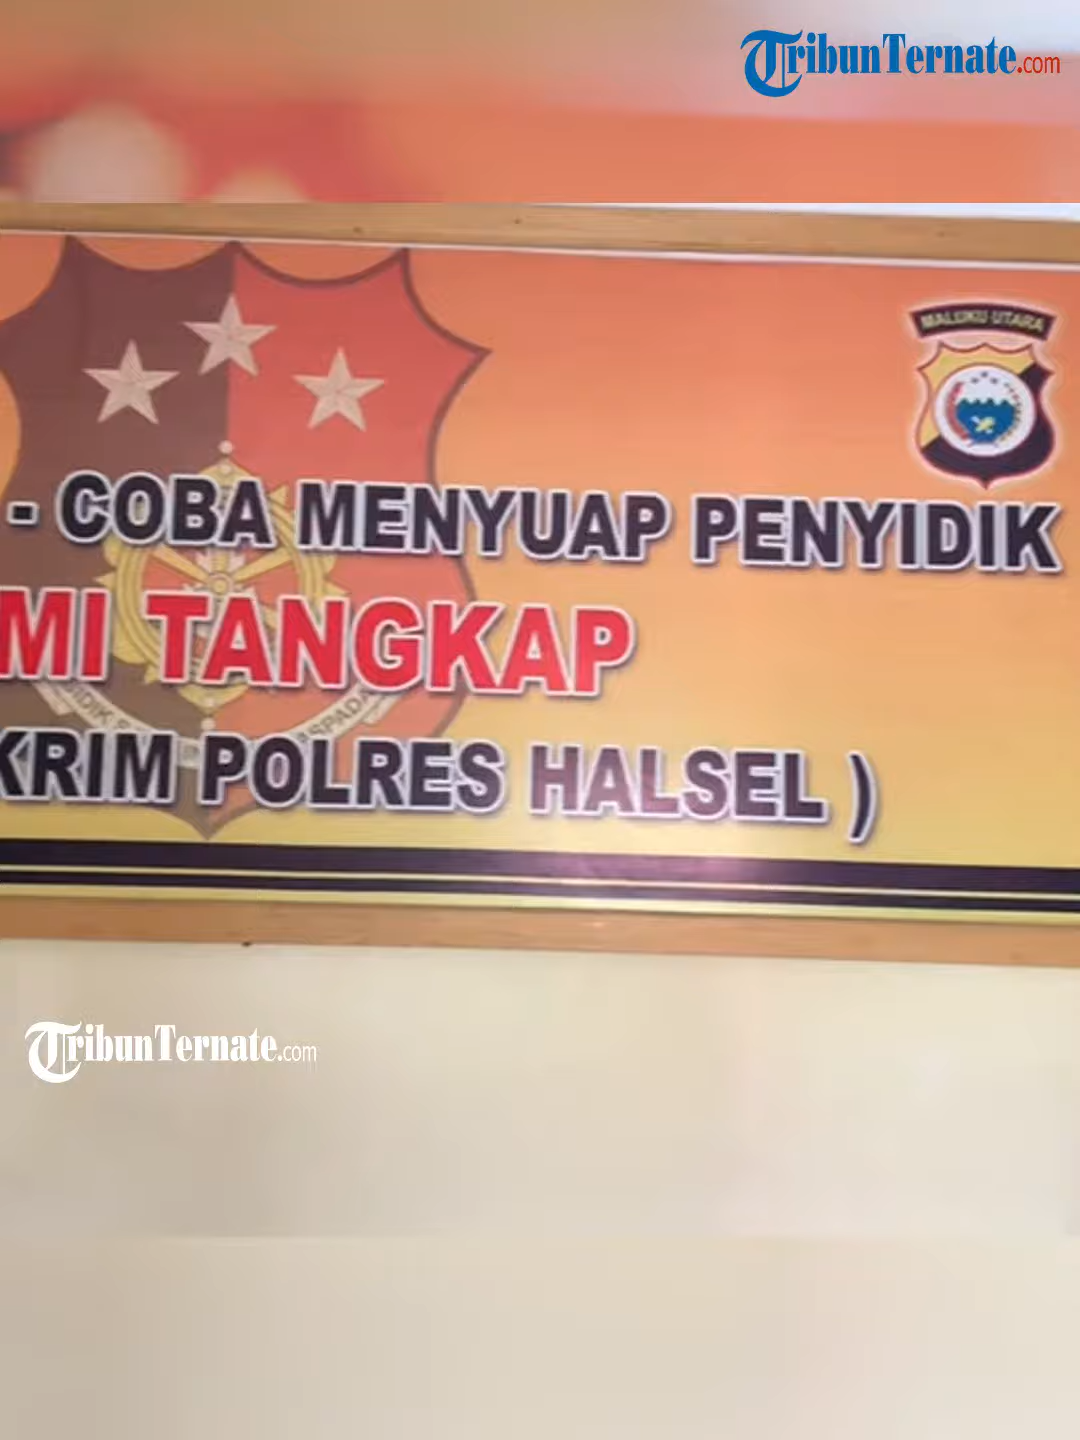 TribunTernate.com
MALUKU UTARA
- COBA MENYUAP PENYIDIK
MI TANGKAP
KRIM POLRES HALSEL )
TribunTernate.com